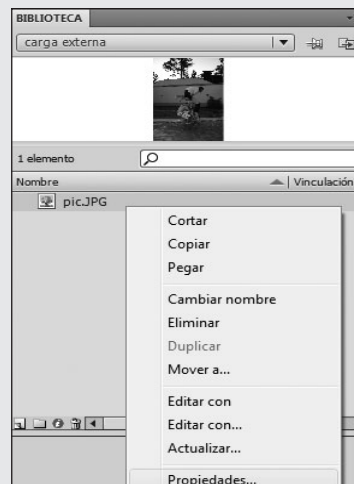 BIBLIOTECA
carga externa
1 elemento
Nombre
Vinculación
pic.JPG
Cortar
Copiar
Pegar
Cambiar nombre
Eliminar
Duplicar
Mover a...
Editar con
Editar con...
Actualizar...
Propiedades...